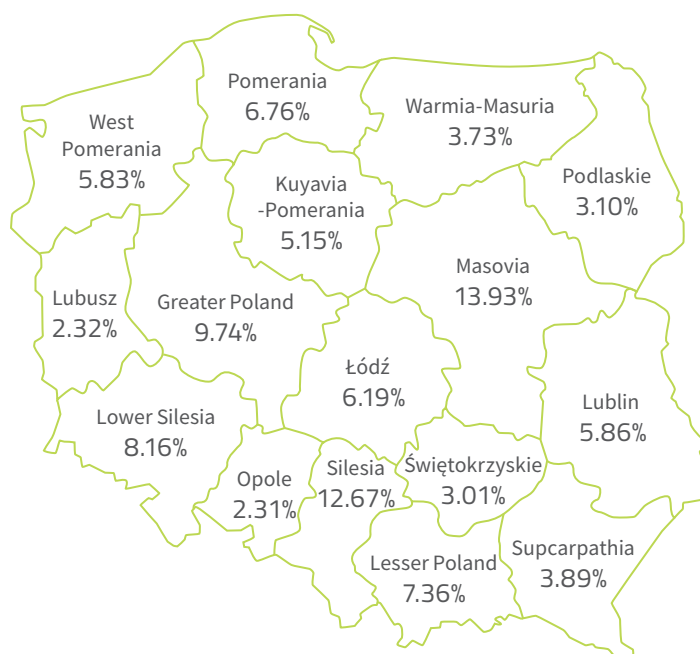 Pomerania
6.76%
Warmia-Masuria
3.73%
West
Pomerania
5.83%
Podlaskie
3.10%
Kuyavia
-Pomerania
5.15%
Masovia
13.93%
Lubusz
2.32%
Greater Poland
9.74%
Łódź
6.19%
Lublin
5.86%
Lower Silesia
8.16%
Opole
2.31%
Silesia
12.67%
Świętokrzyskie
3.01%
Lesser Poland
7.36%
Supcarpathia
3.89%